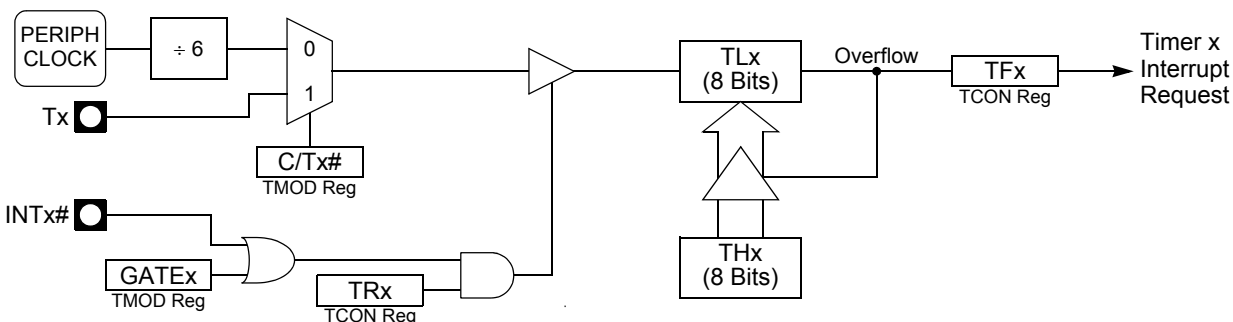 PERIPH
CLOCK
÷ 6
0
1
Tx
C/Tx#
TMOD Reg
INTx#
GATEx
TMOD Reg
TRx
TCON Reg
TLx
(8 Bits)
Overflow
TFx
TCON Reg
Timer x
Interrupt
Request
THx
(8 Bits)